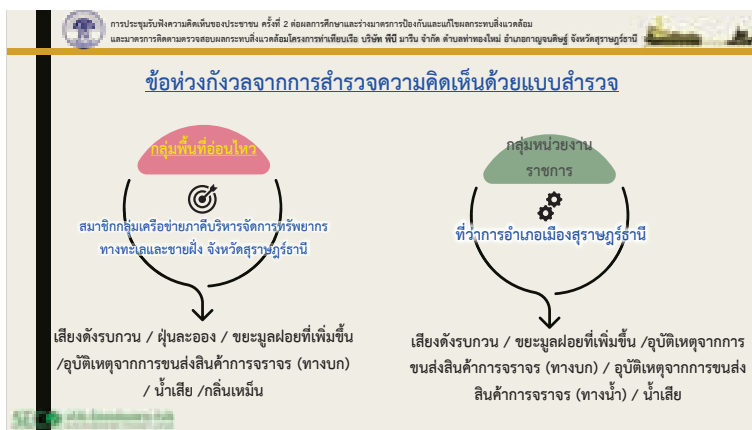 การประชุมรับฟังความคิดเห็นของประชาชน ครั้งที่ 2 ต่อผลการศึกษาและร่างมาตรการป้องกันและแก้ไขผลกระทบสิ่งแวดล้อม
และมาตรการติดตามตรวจสอบผลกระทบสิ่งแวดล้อมโครงการท่าเทียบเรือ บริษัท พีบี มารีน จำกัด ตำบลท่าทองใหม่ อำเภอกาญจนดิษฐ์ จังหวัดสุราษฎร์ธานี
ข้อห่วงกังวลจากการสำรวจความคิดเห็นด้วยแบบสำรวจ
กลุ่มพื้นที่อ่อนไหว
สมาชิกกลุ่มเครือข่ายภาคีบริหารจัดการทรัพยากร
ทางทะเลและชายฝั่ง จังหวัดสุราษฎร์ธานี
เสียงดังรบกวน / ฝุ่นละออง / ขยะมูลฝอยที่เพิ่มขึ้น
/อุบัติเหตุจากการขนส่งสินค้าการจราจร (ทางบก)
/ น้ำเสีย /กลิ่นเหม็น
กลุ่มหน่วยงาน
ราชการ
ที่ว่าการอำเภอเมืองสุราษฎร์ธานี
เสียงดังรบกวน / ขยะมูลฝอยที่เพิ่มขึ้น /อุบัติเหตุจากการ
ขนส่งสินค้าการจราจร (ทางบก) / อุบัติเหตุจากการขนส่ง
สินค้าการจราจร (ทางน้ำ) / น้ำเสีย